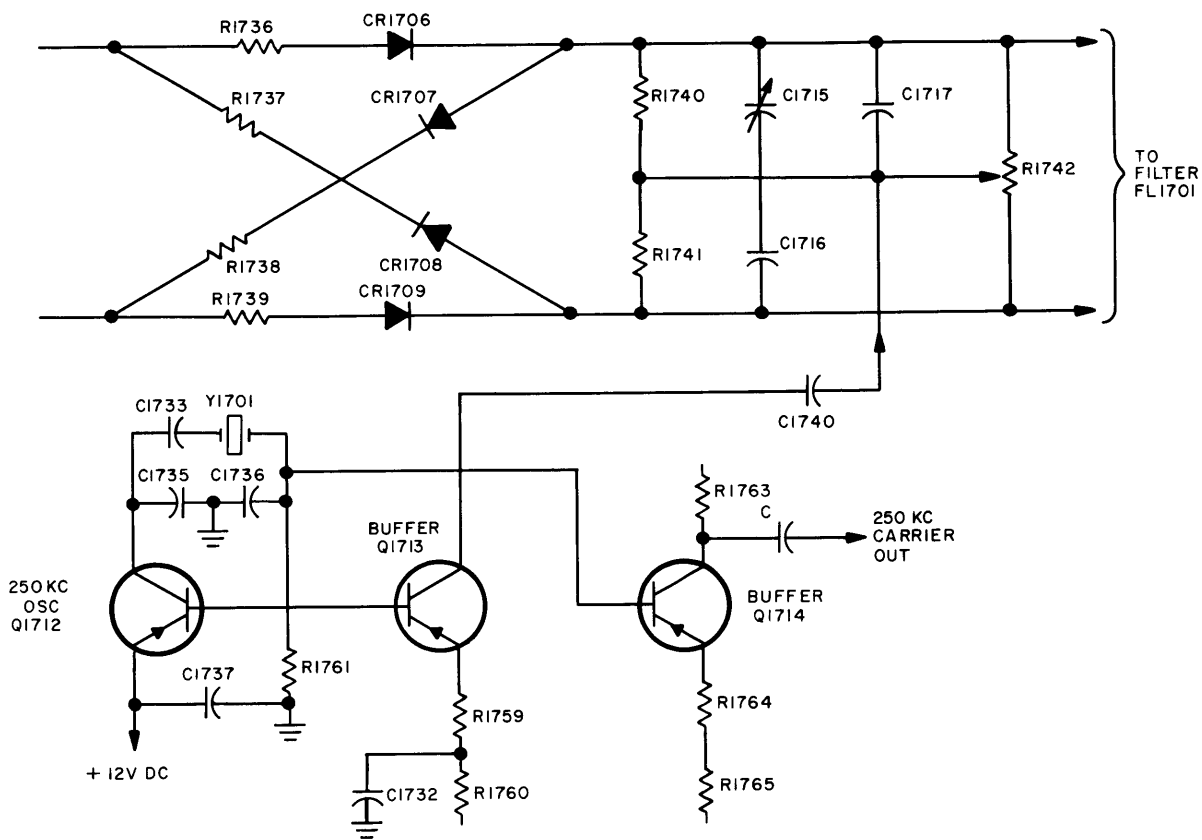 R1736
CR1706
R1737
CR1707
R1740
C1715
C1717
TO
FILTER
FL1701
R1742
R1738
CR1708
R1741
C1716
R1739
CR1709
C1740
C1733
Y1701
C1735
C1736
R1763
C
250 KC
CARRIER
OUT
BUFFER
Q1713
250 KC
OSC
Q1712
BUFFER
Q1714
C1737
R1761
R1759
R1764
+ 12V DC
C1732
R1760
R1765